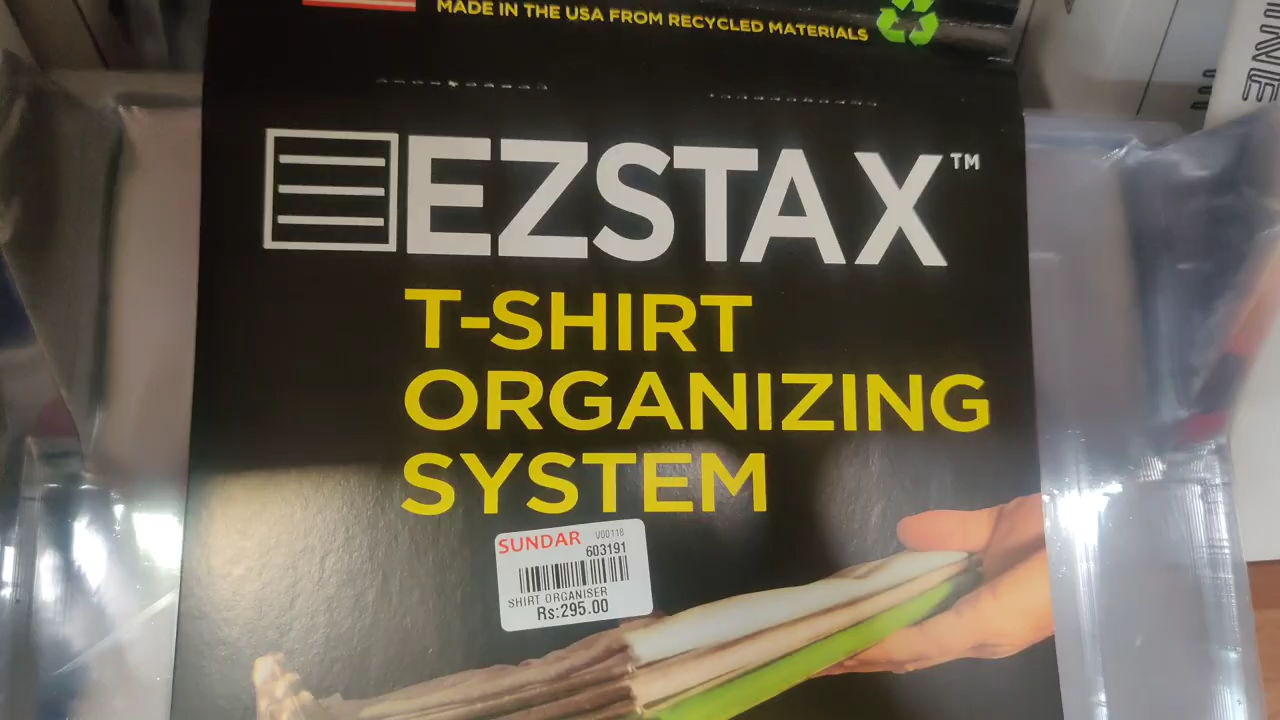 MADE IN THE USA FROM RECYCLED MATERIALS
EZSTAX™
T-SHIRT
ORGANIZING
SYSTEM
SUNDAR V00118
603191
SHIRT ORGANISER
Rs:295.00